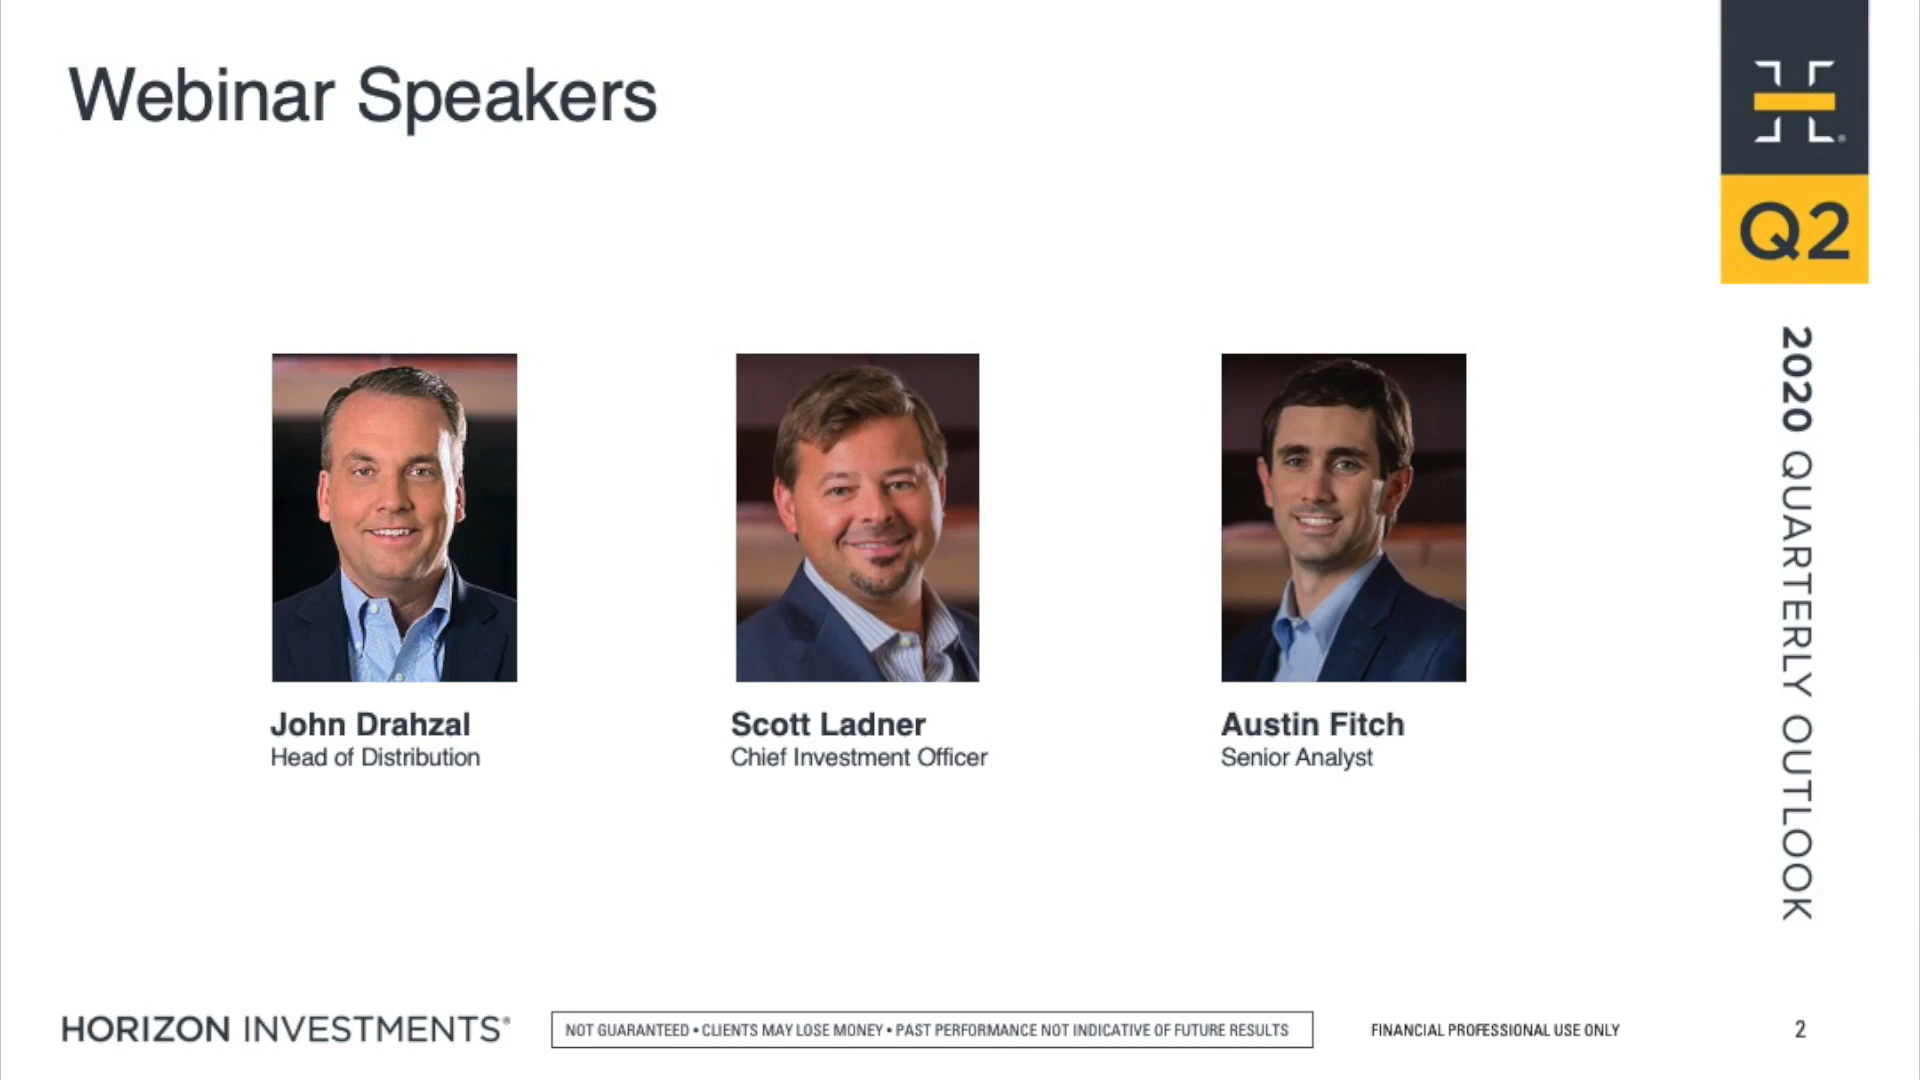 Webinar Speakers
Q2
2020 QUARTERLY OUTLOOK
John Drahzal
Head of Distribution
Scott Ladner
Chief Investment Officer
Austin Fitch
Senior Analyst
HORIZON INVESTMENTS®
NOT GUARANTEED • CLIENTS MAY LOSE MONEY • PAST PERFORMANCE NOT INDICATIVE OF FUTURE RESULTS
FINANCIAL PROFESSIONAL USE ONLY
2